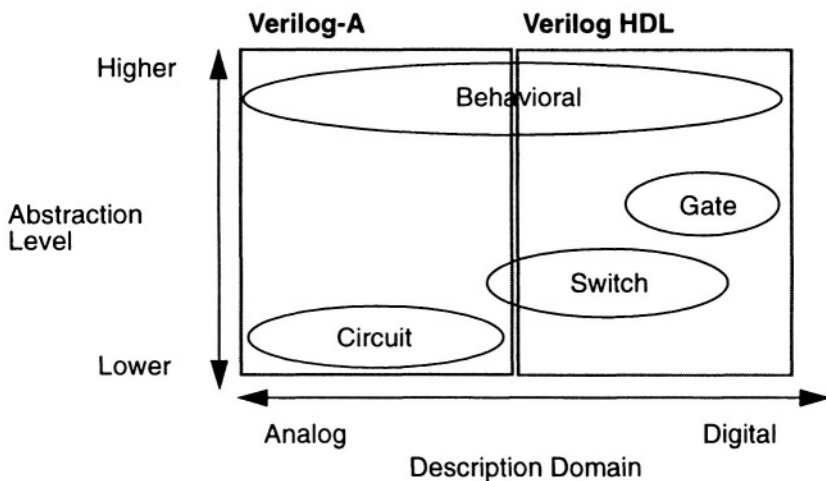 Verilog-A
Verilog HDL
Higher
Behavioral
Gate
Abstraction
Level
Switch
Circuit
Lower
Analog
Digital
Description Domain